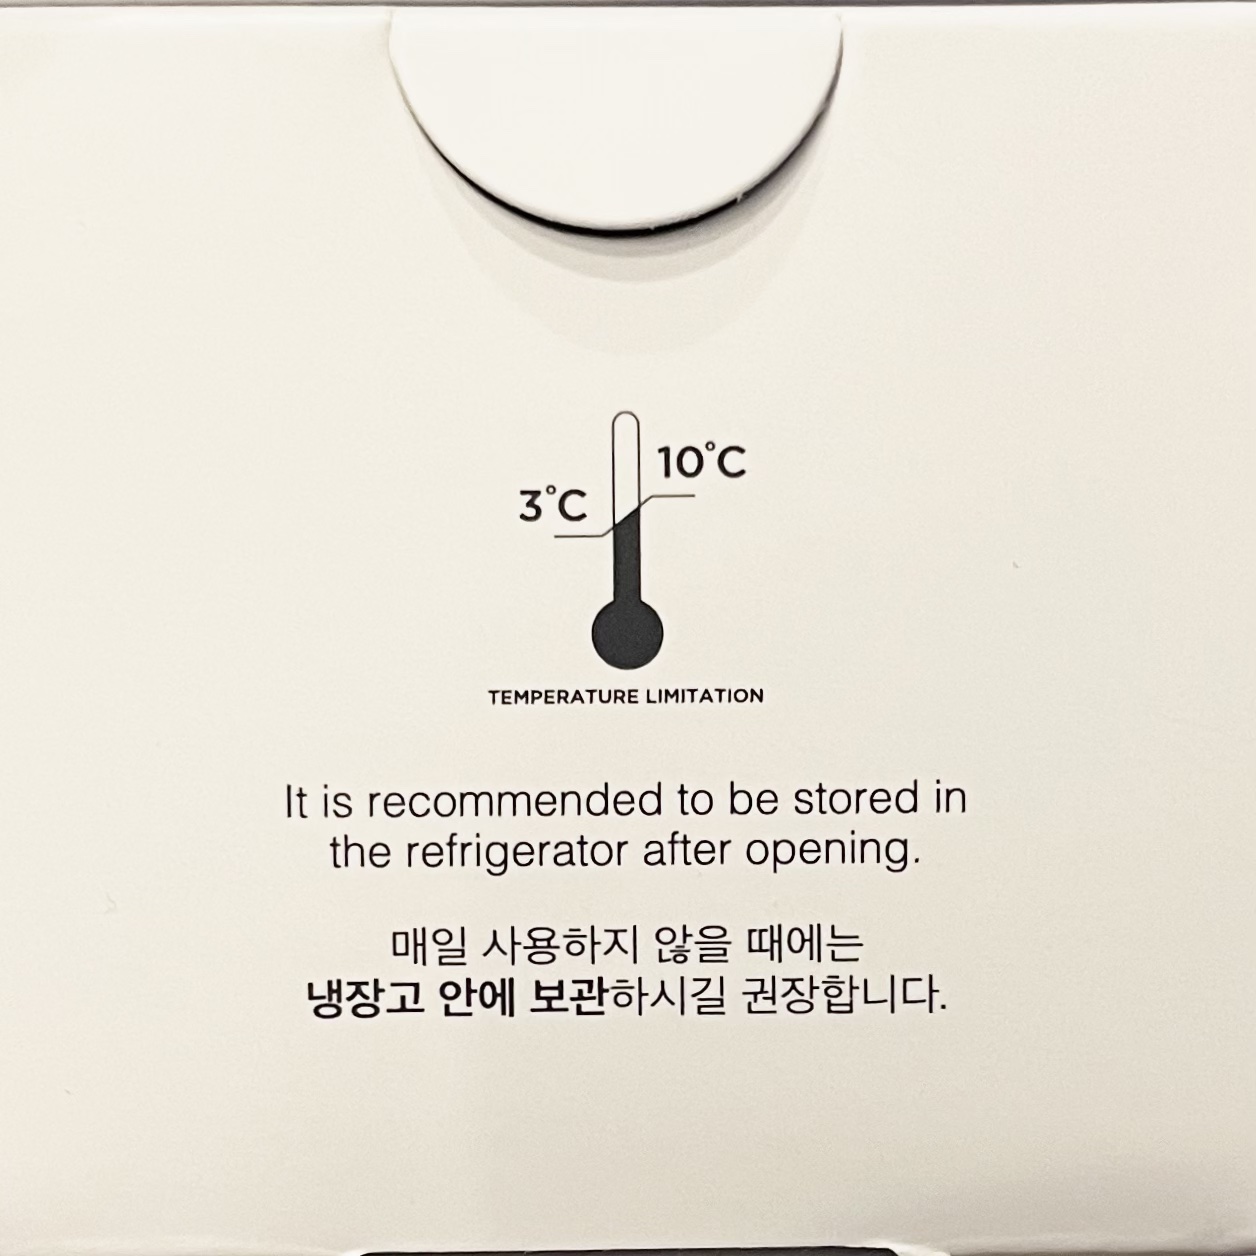 10°C
3°C
TEMPERATURE LIMITATION
It is recommended to be stored in
the refrigerator after opening.
매일 사용하지 않을 때에는
냉장고 안에 보관하시길 권장합니다.